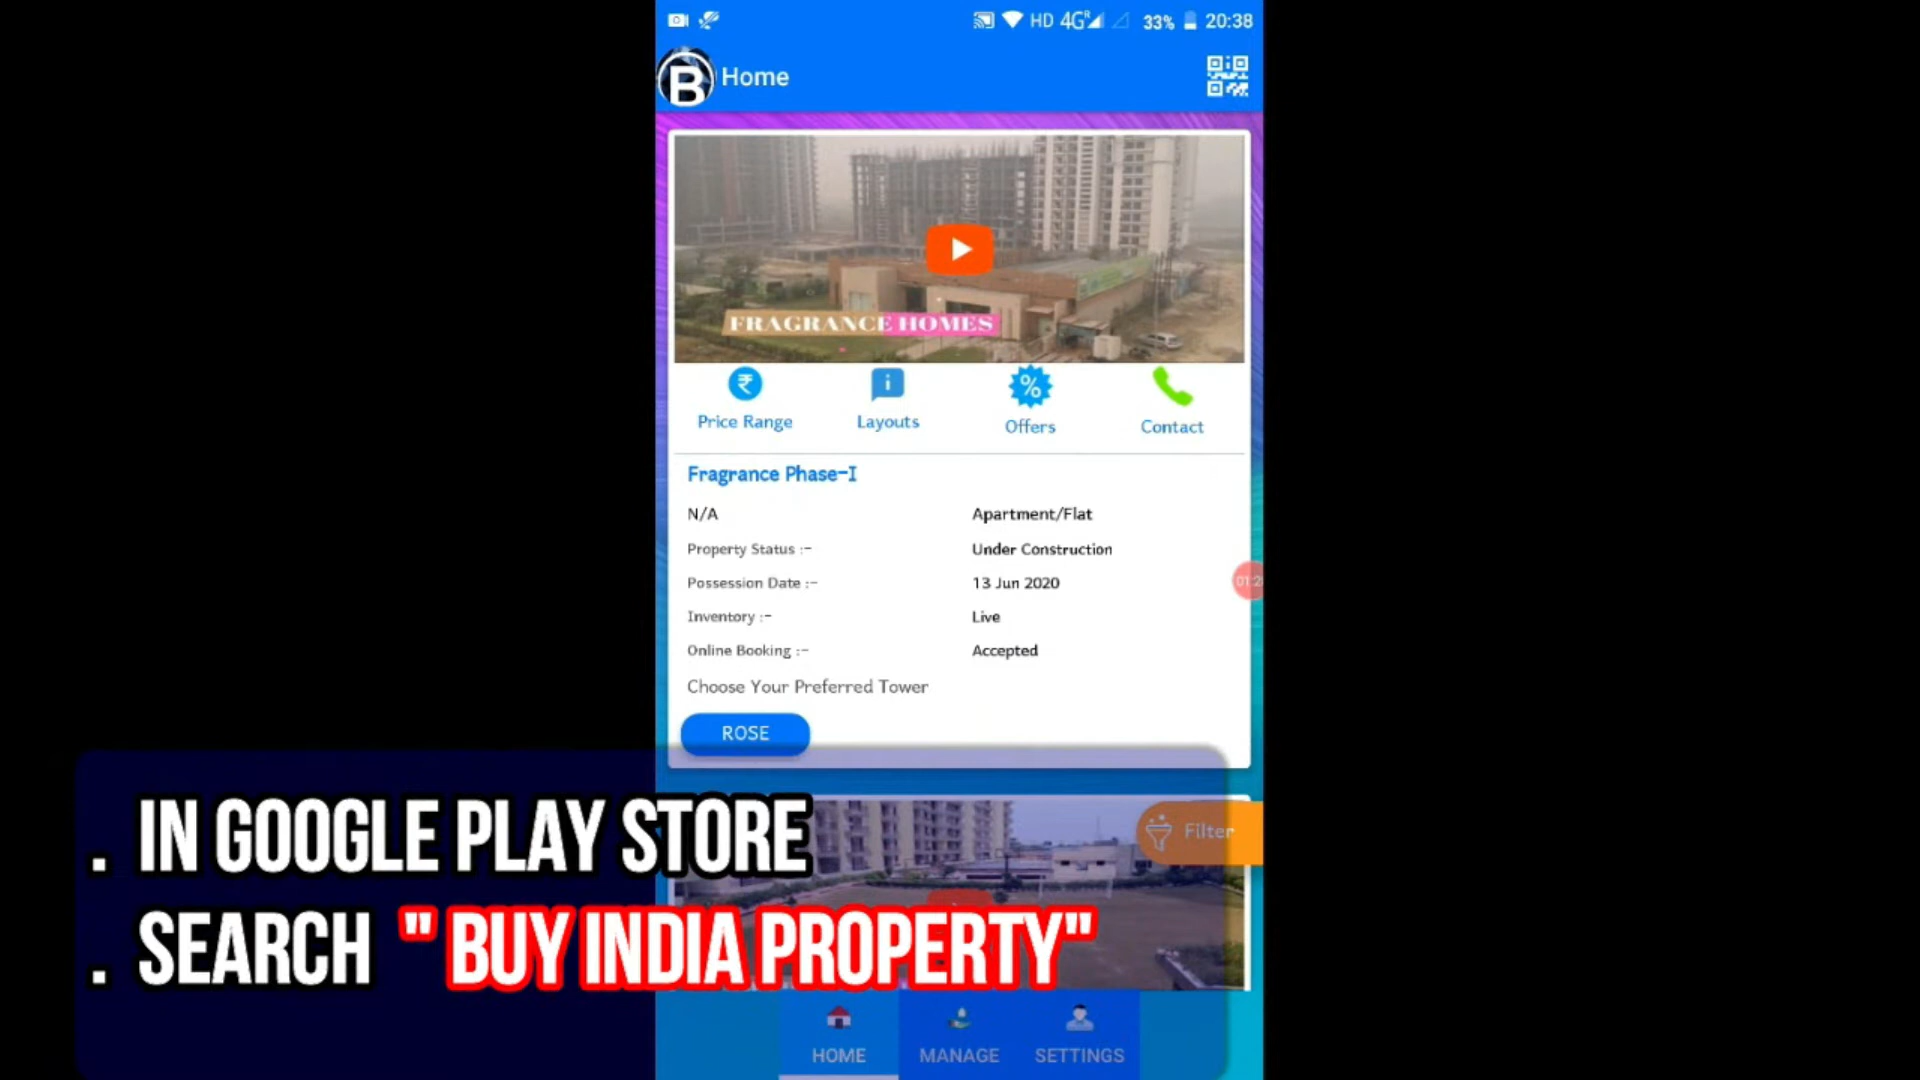 HD 4G R 33% 20:38
B Home
FRAGRANCE HOMES
Price Range Layouts Offers Contact
Fragrance Phase-I
N/A Apartment/Flat
Property Status :- Under Construction
Possession Date :- 13 Jun 2020
Inventory :- Live
Online Booking :- Accepted
Choose Your Preferred Tower
ROSE
Filter
. IN GOOGLE PLAY STORE
. SEARCH " BUY INDIA PROPERTY"
HOME MANAGE SETTINGS